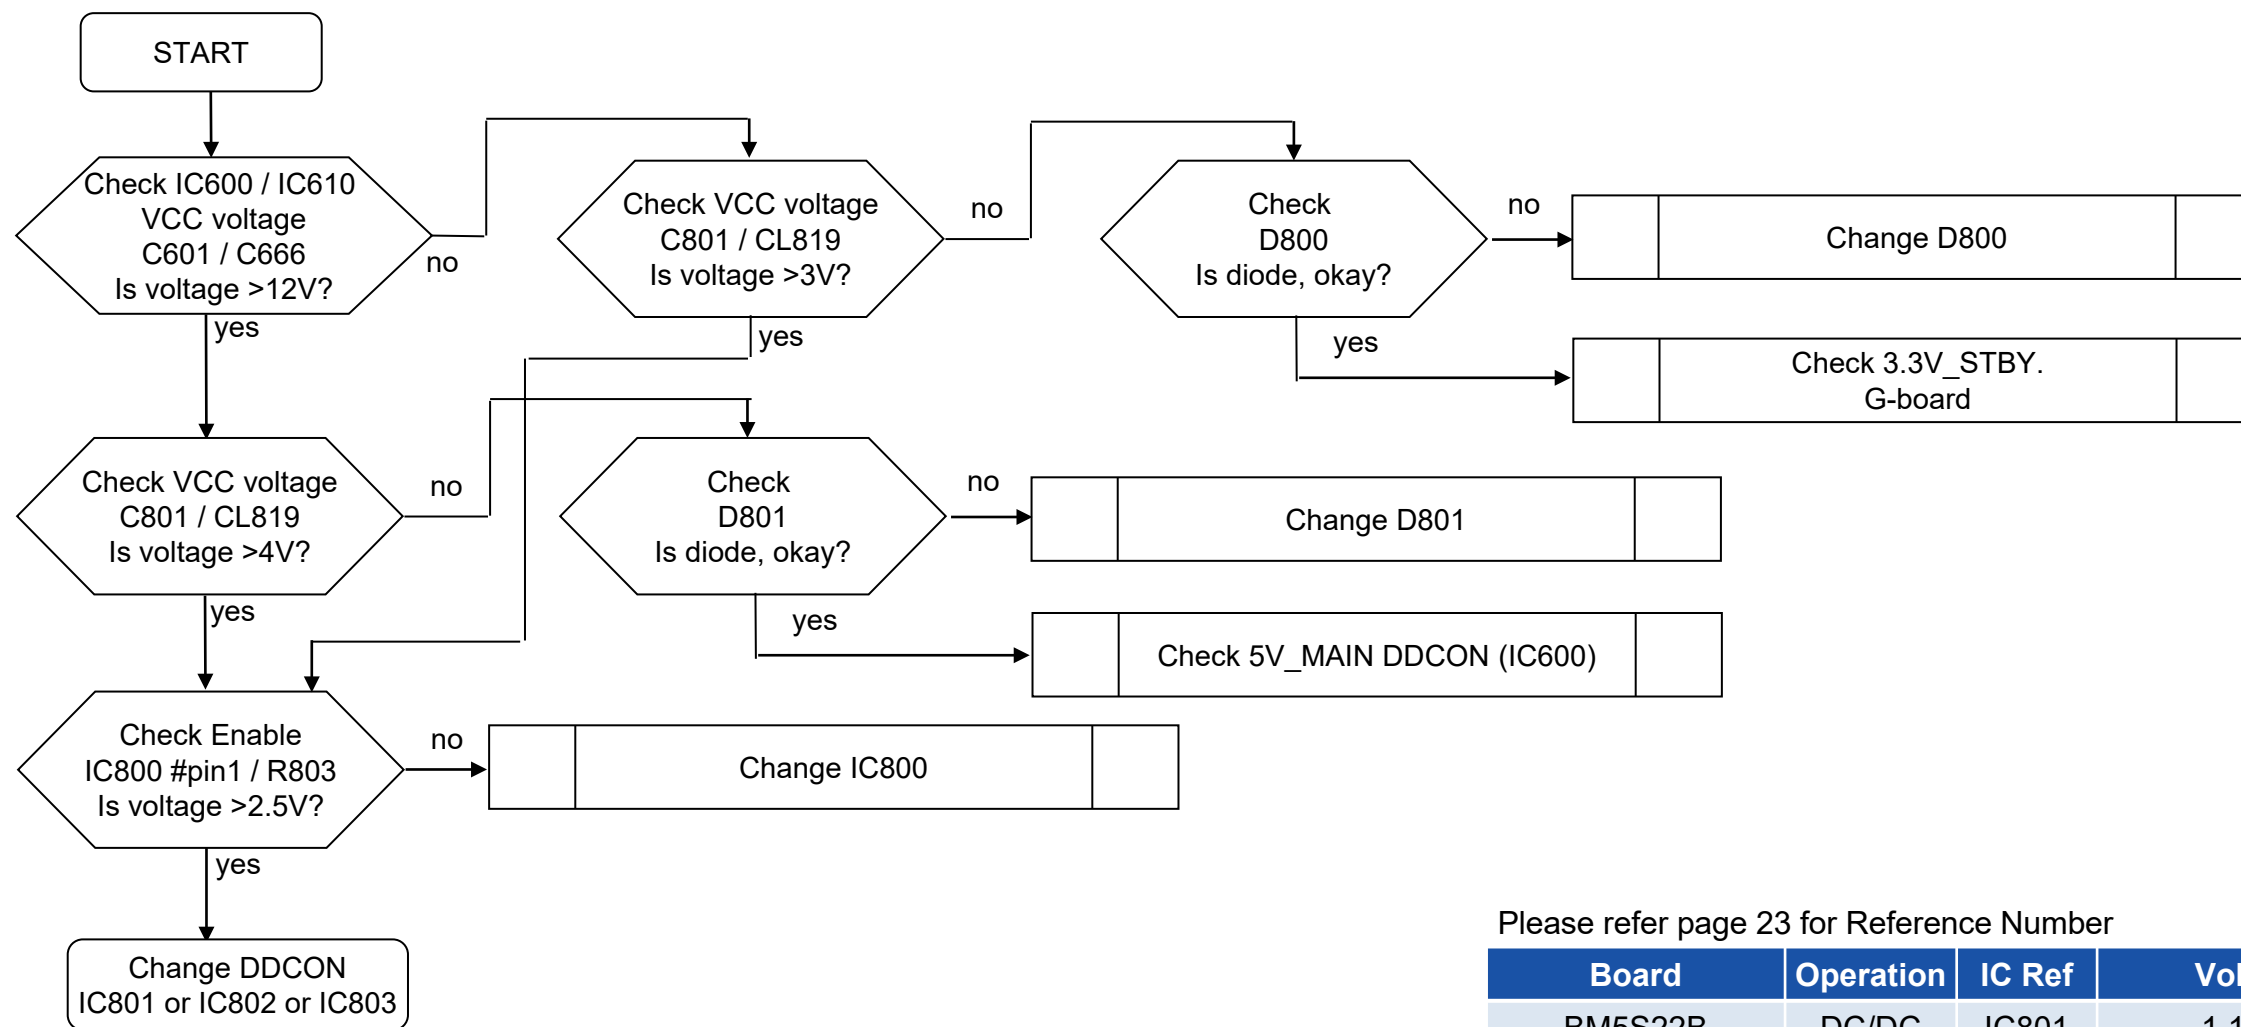 START
Check IC600 / IC610
VCC voltage
C601 / C666
Is voltage >12V?
no
yes
Check VCC voltage
C801 / CL819
Is voltage >3V?
no
yes
Check
D800
Is diode, okay?
no
Change D800
yes
Check 3.3V_STBY.
G-board
Check VCC voltage
C801 / CL819
Is voltage >4V?
no
yes
Check
D801
Is diode, okay?
no
Change D801
yes
Check 5V_MAIN DDCON (IC600)
Check Enable
IC800 #pin1 / R803
Is voltage >2.5V?
no
Change IC800
yes
Change DDCON
IC801 or IC802 or IC803
Please refer page 23 for Reference Number
Board Operation IC Ref
BM5S22B DC/DC IC801